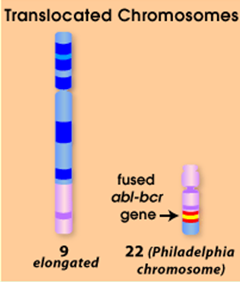 Translocated Chromosomes
fused
abl-bcr
gene
9
elongated
22 (Philadelphia
chromosome)